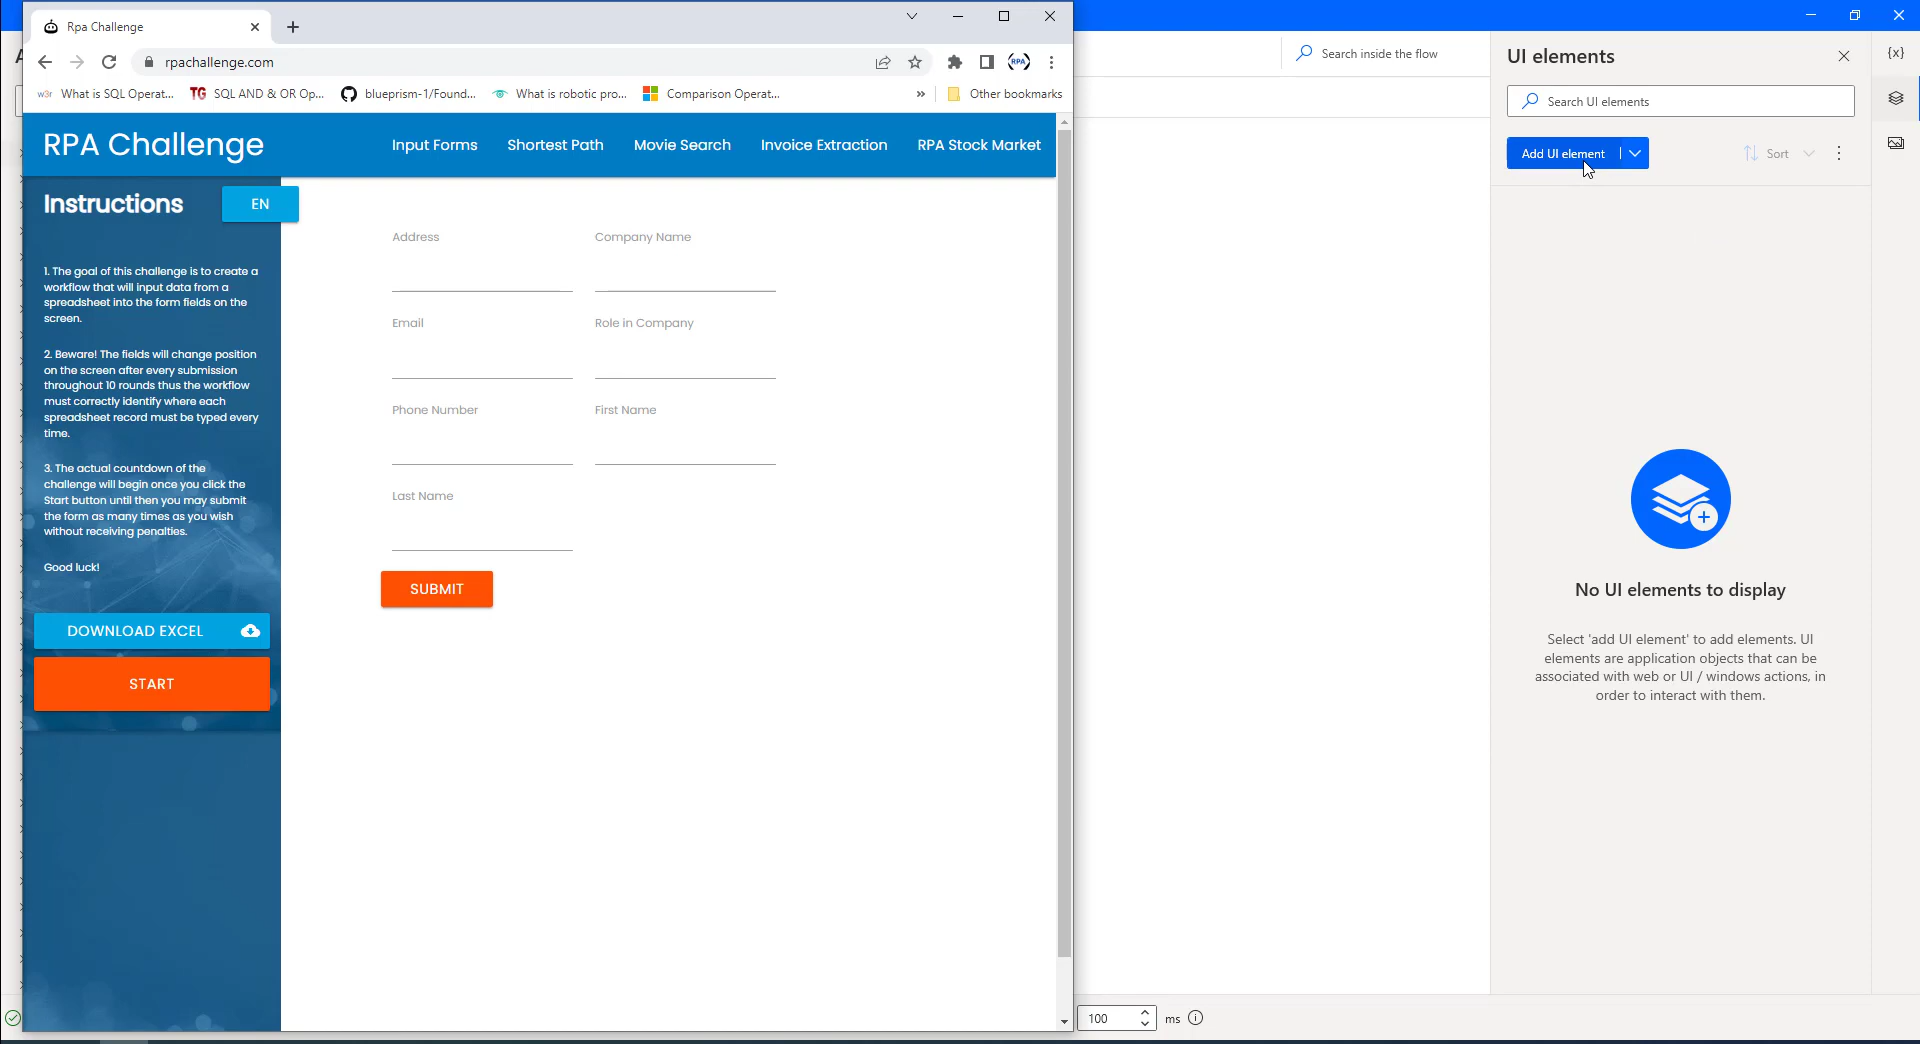 Rpa Challenge
rpachallenge.com
RPA
w3r What is SQL Operat...
TG SQL AND & OR Op...
blueprism-1/Found...
What is robotic pro...
Comparison Operat...
»
Other bookmarks
RPA Challenge
Input Forms
Shortest Path
Movie Search
Invoice Extraction
RPA Stock Market
Instructions
EN
1. The goal of this challenge is to create a
workflow that will input data from a
spreadsheet into the form fields on the
screen.
2. Beware! The fields will change position
on the screen after every submission
throughout 10 rounds thus the workflow
must correctly identify where each
spreadsheet record must be typed every
time.
3. The actual countdown of the
challenge will begin once you click the
Start button until then you may submit
the form as many times as you wish
without receiving penalties.
Good luck!
DOWNLOAD EXCEL
START
Address
Company Name
Email
Role in Company
Phone Number
First Name
Last Name
SUBMIT
Search inside the flow
100
ms
UI elements
{x}
Search UI elements
Add UI element
Sort
No UI elements to display
Select 'add UI element' to add elements. UI
elements are application objects that can be
associated with web or UI / windows actions, in
order to interact with them.